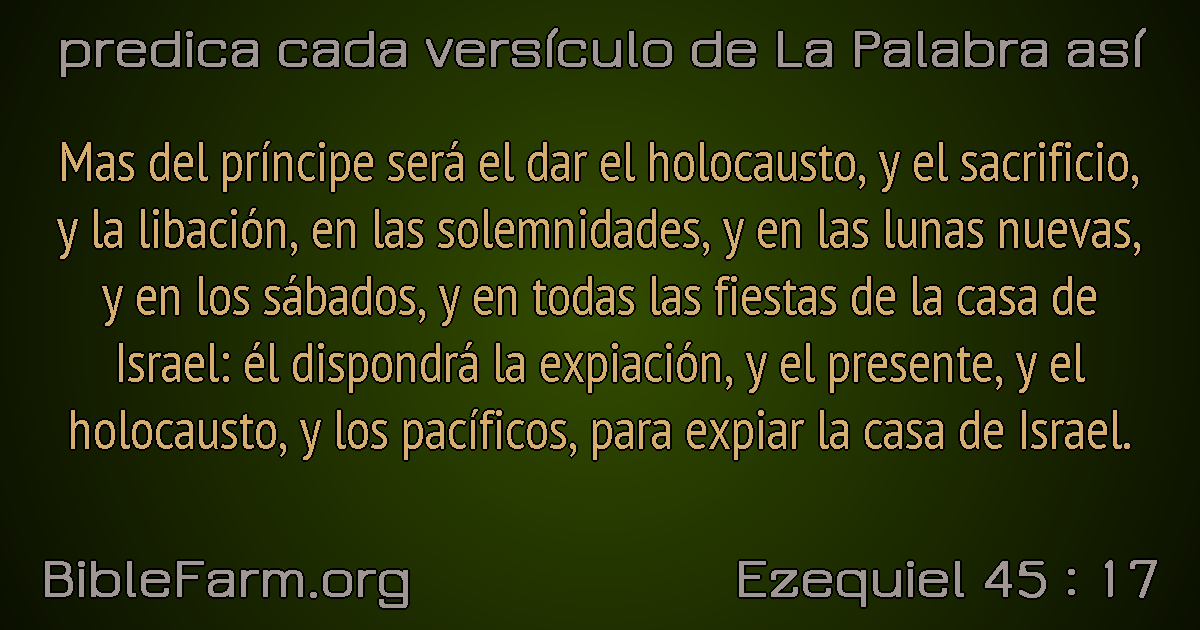 predica cada versículo de La Palabra así
Mas del príncipe será el dar el holocausto, y el sacrificio,
y la libación, en las solemnidades, y en las lunas nuevas,
y en los sábados, y en todas las fiestas de la casa de
Israel: él dispondrá la expiación, y el presente, y el
holocausto, y los pacíficos, para expiar la casa de Israel.
BibleFarm.org
Ezequiel 45 : 17